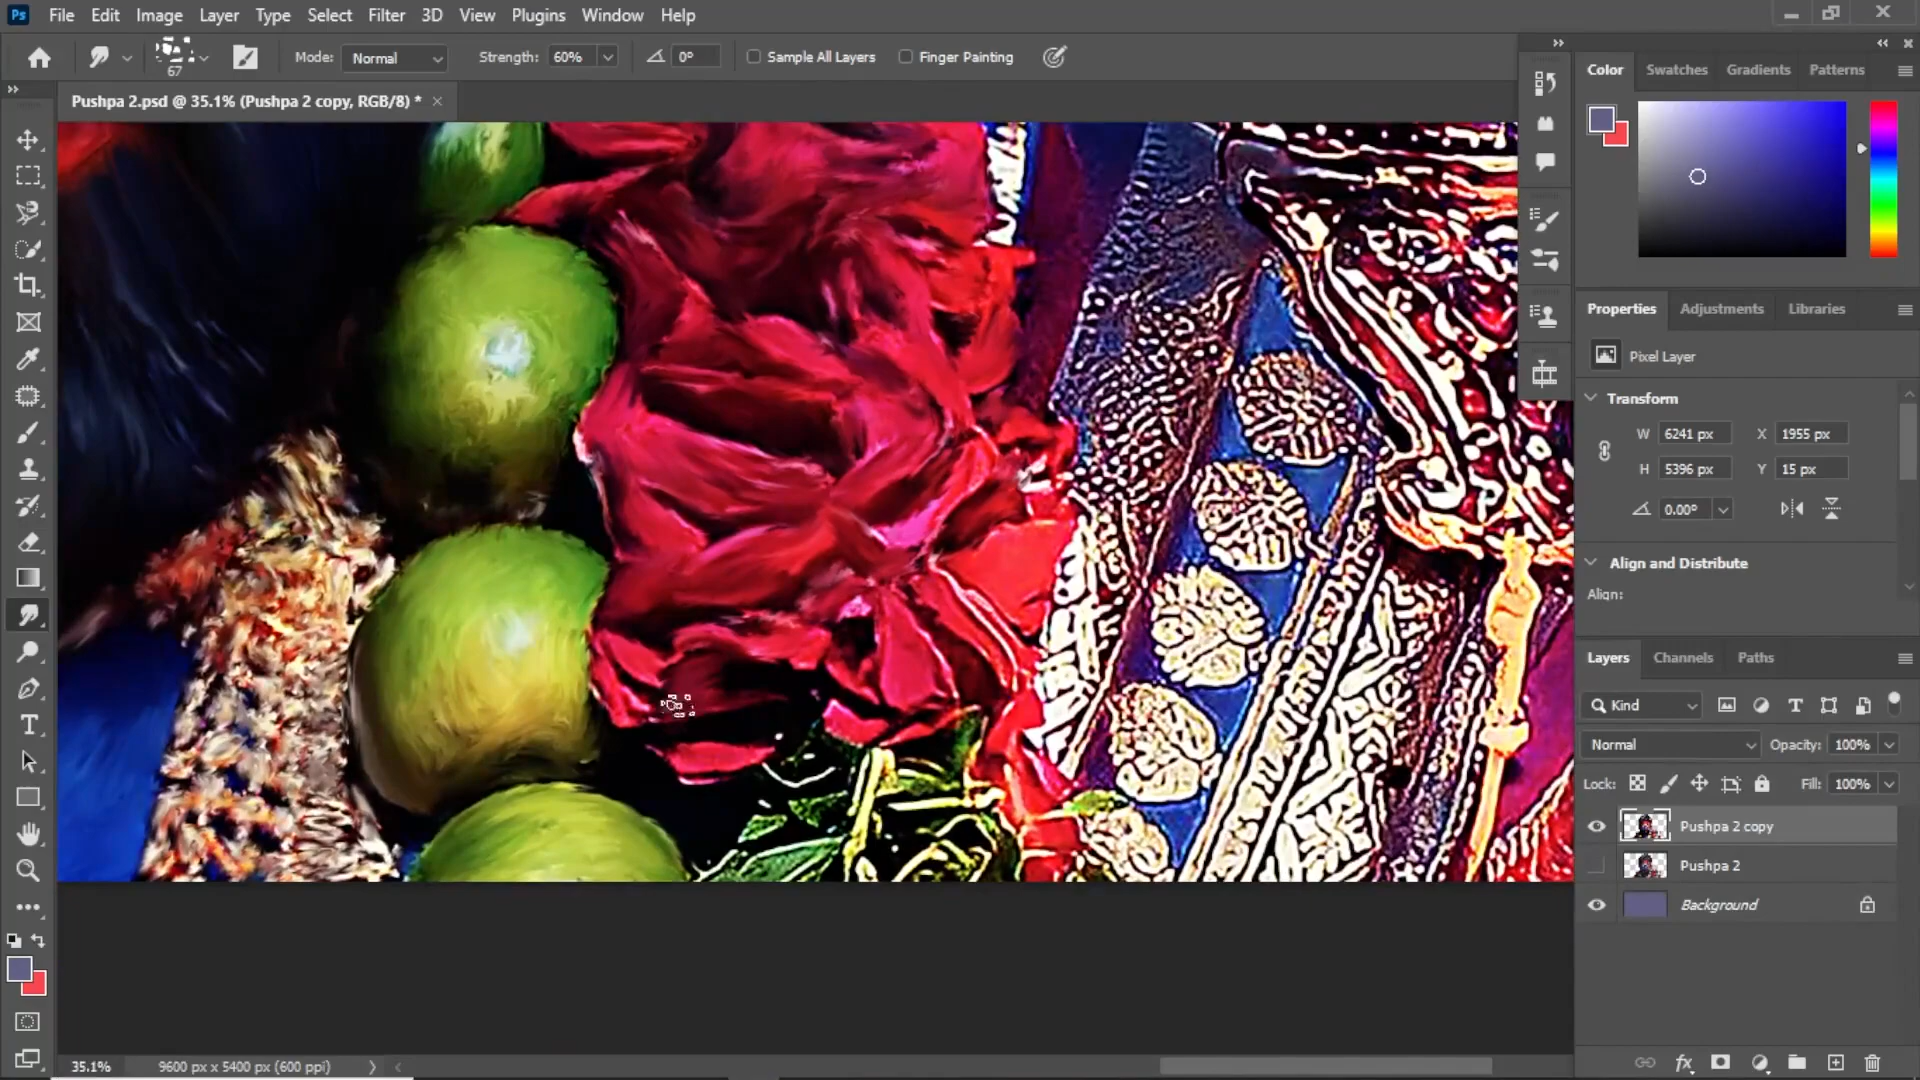 Ps File Edit Image Layer Type Select Filter 3D View Plugins Window Help
67 Mode: Normal Strength: 60% 0° Sample All Layers Finger Painting
Pushpa 2.psd @ 35.1% (Pushpa 2 copy, RGB/8) *
Color Swatches Gradients Patterns
Properties Adjustments Libraries
Pixel Layer
Transform
W 6241 px X 1955 px
H 5396 px Y 15 px
0.00°
Align and Distribute
Align:
Layers Channels Paths
Kind
Normal Opacity: 100%
Lock: Fill: 100%
Pushpa 2 copy
Pushpa 2
Background
35.1% 9600 px x 5400 px (600 ppi)